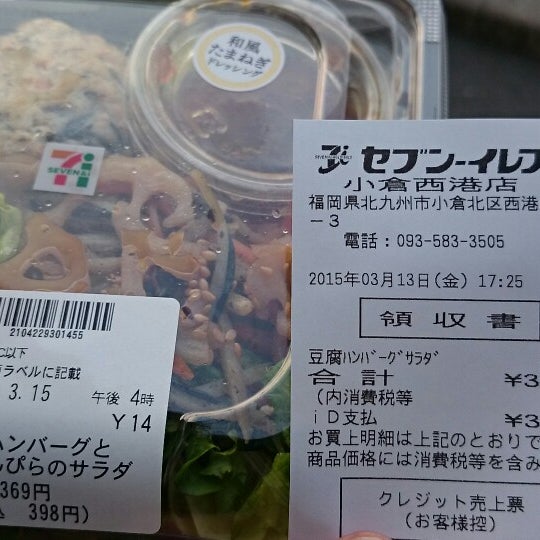 和風
たまねぎ
ドレッシング
7
SEVEN &i
2104229301455
℃以下
ラベルに記載
3.15 午後 4時
Y14
ハンバーグと
んぴらのサラダ
369円
398円)
セブン-イレブ
小倉西港店
福岡県北九州市小倉北区西港
-3
電話:093-583-3505
2015年03月13日(金) 17:25
領収書
豆腐ハンバーグサラダ
合計 ¥3
(内消費税等
iD支払 ¥3
お買上明細は上記のとおりで
商品価格には消費税等を含み
クレジット売上票
(お客様控)